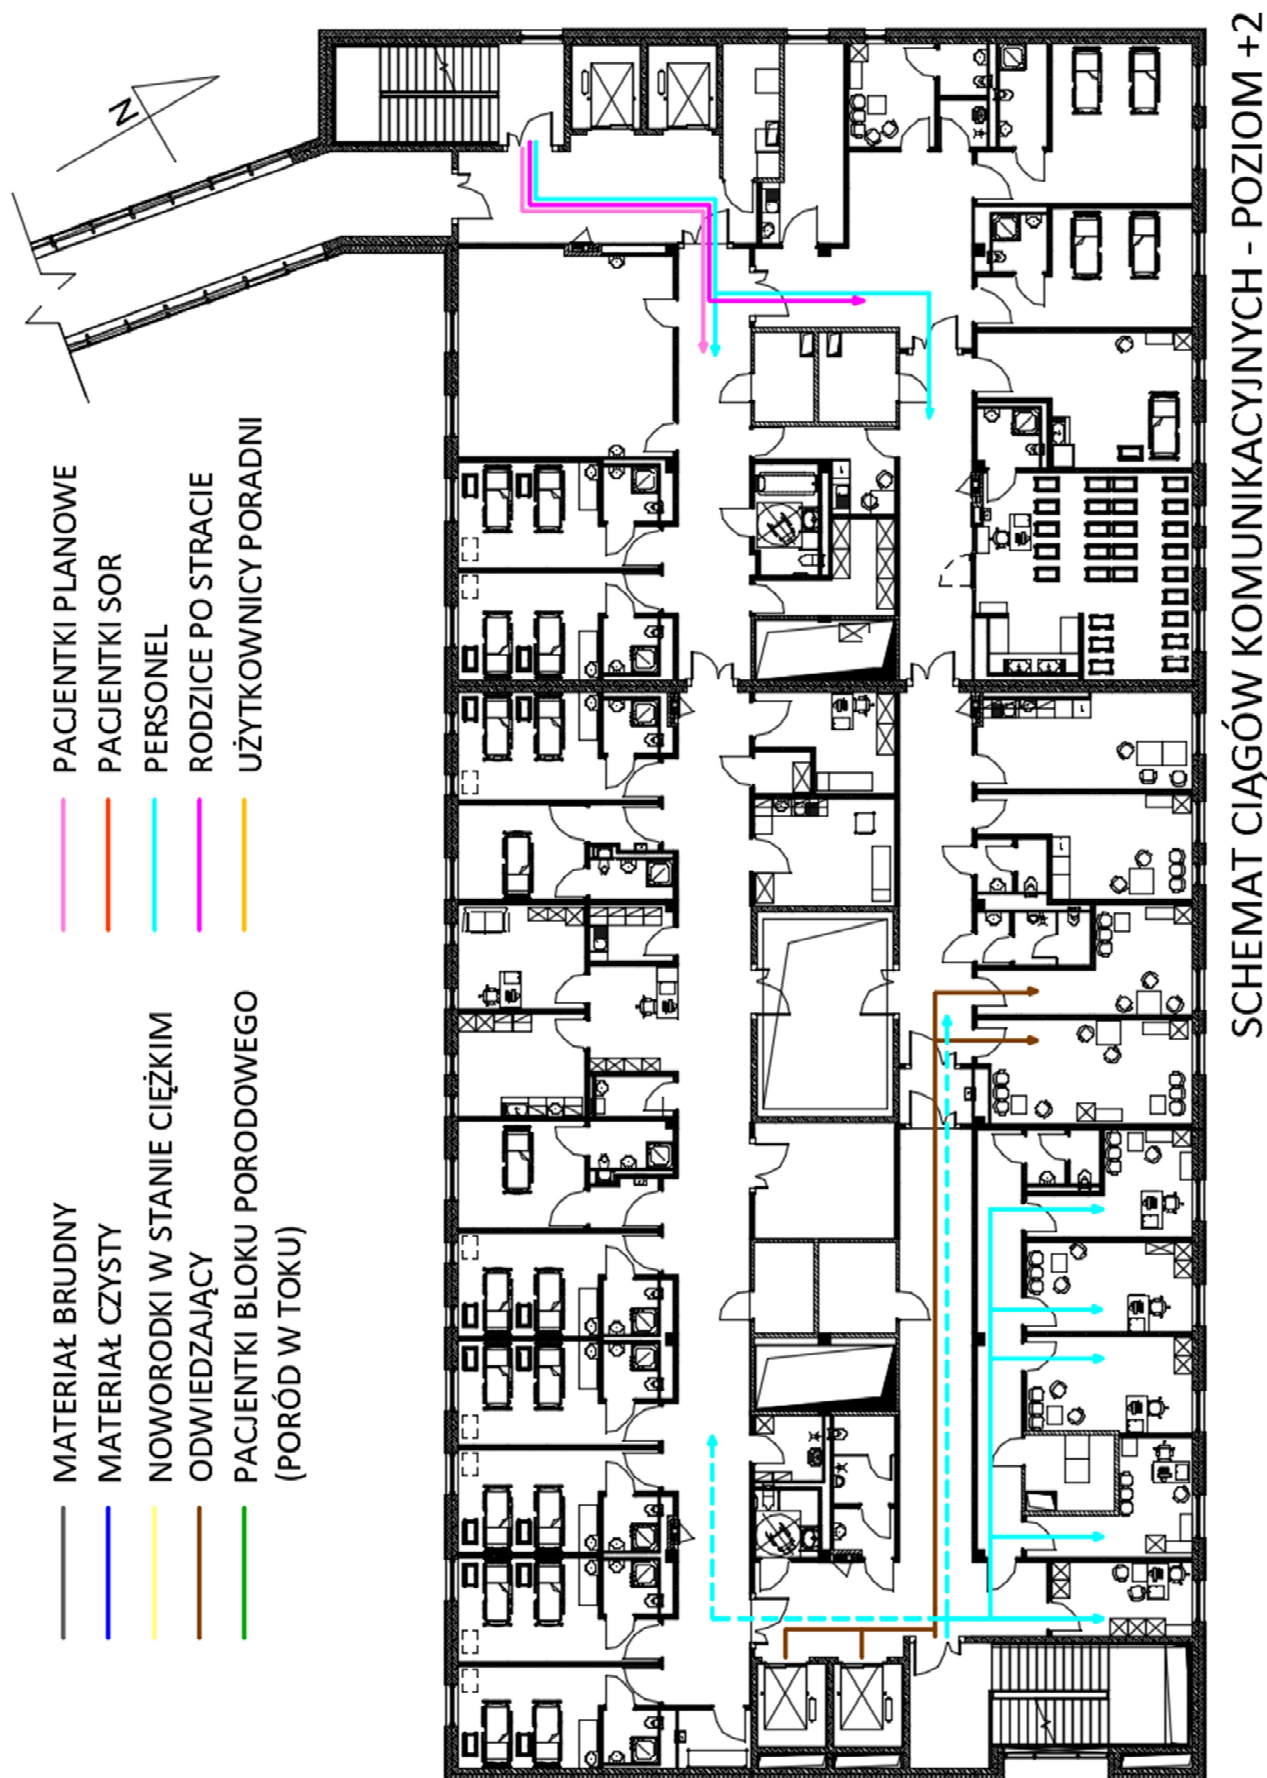 SCHEMAT CIĄGÓW KOMUNIKACYJNYCH - POZIOM +2
N
MATERIAŁ BRUDNY
MATERIAŁ CZYSTY
NOWORODKI W STANIE CIĘŻKIM
ODWIEDZAJĄCY
PACJENTKI BLOKU PORODOWEGO
(PORÓD W TOKU)
PACJENTKI PLANOWE
PACJENTKI SOR
PERSONEL
RODZICE PO STRACIE
UŻYTKOWNICY PORADNI